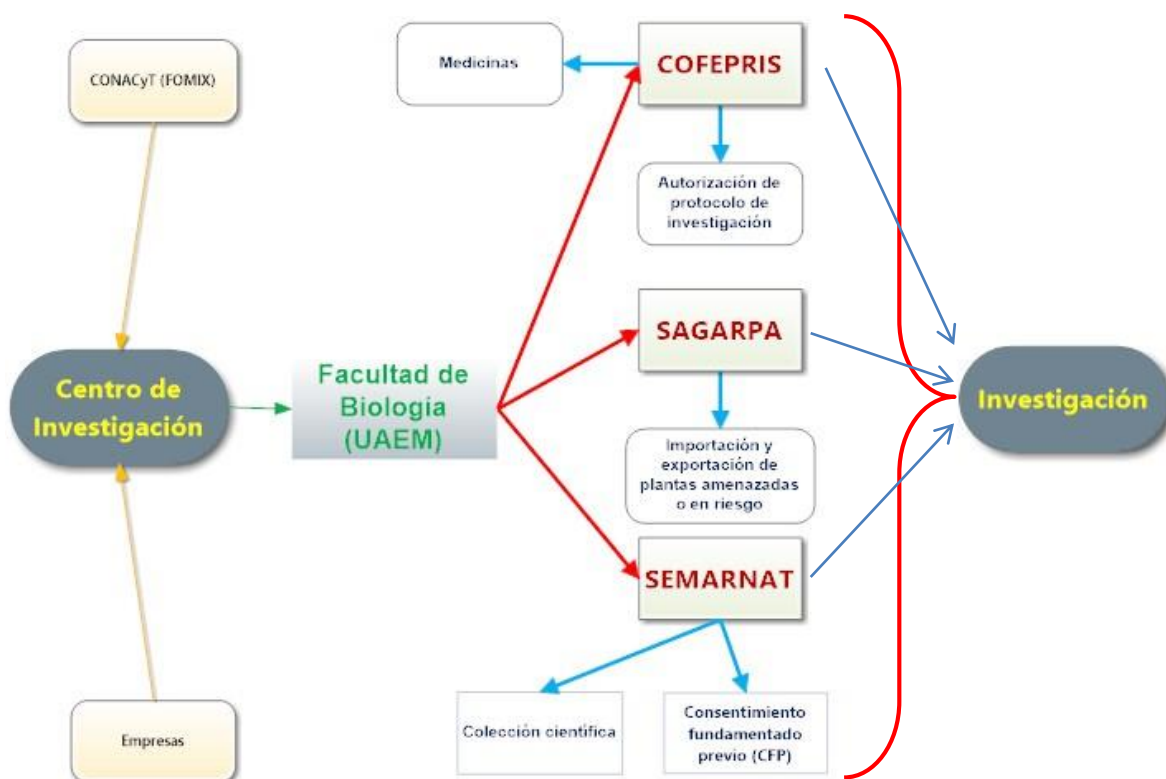 CONACyT (FOMIX)
Medicinas
COFEPRIS
Autorización de
protocolo de
investigación
SAGARPA
Centro de
Investigación
Facultad de
Biología
(UAEM)
Investigación
Importación y
exportación de
plantas amenazadas
o en riesgo
SEMARNAT
Empresas
Colección científica
Consentimiento
fundamentado
previo (CFP)